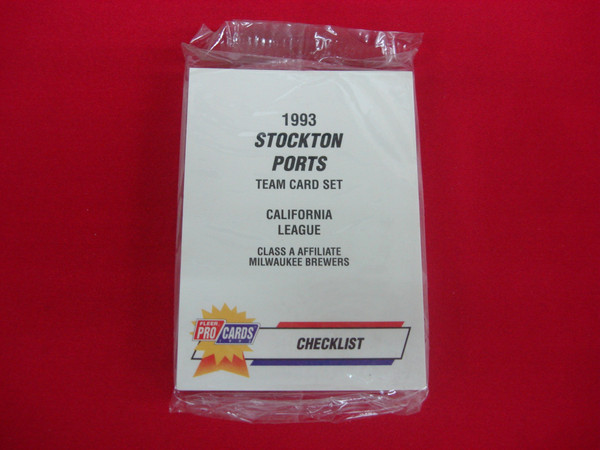 1993
STOCKTON
PORTS
TEAM CARD SET
CALIFORNIA
LEAGUE
CLASS A AFFILIATE
MILWAUKEE BREWERS
FLEER
PRO CARDS
CHECKLIST